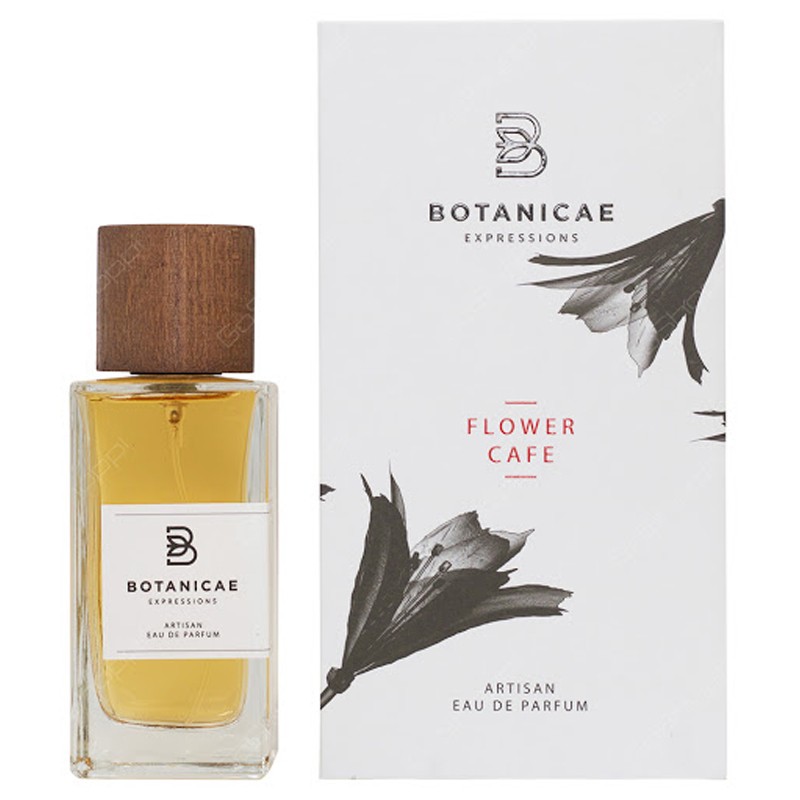 BOTANICAE
EXPRESSIONS
FLOWER
CAFE
ARTISAN
EAU DE PARFUM
B
BOTANICAE
EXPRESSIONS
ARTISAN
EAU DE PARFUM